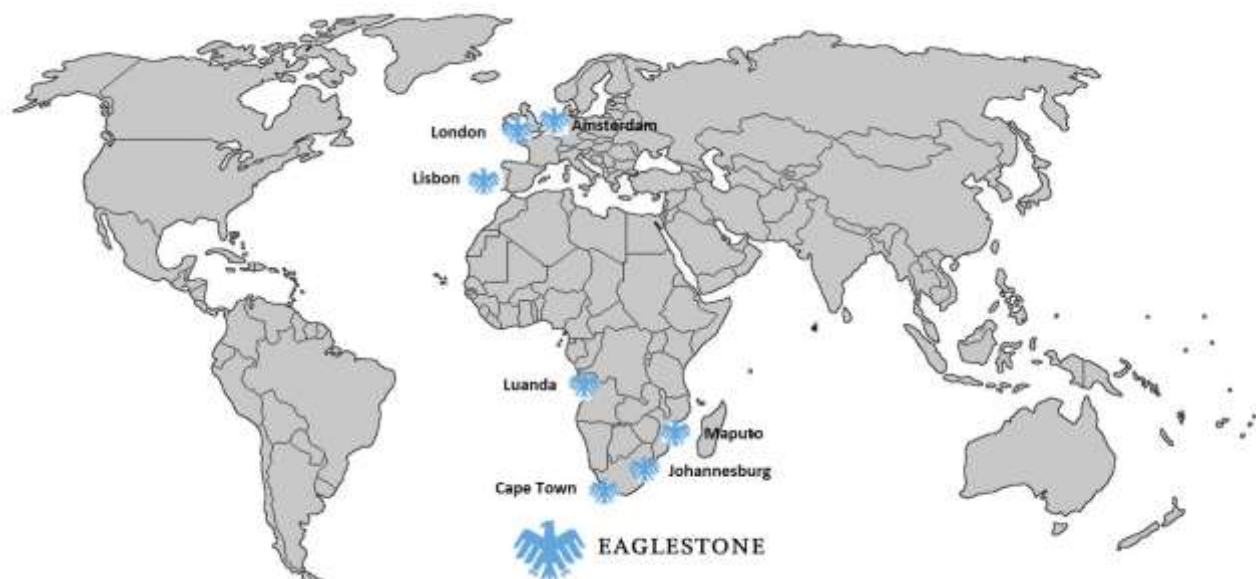 London
Amsterdam
Lisbon
Luanda
Maputo
Johannesburg
Cape Town
EAGLESTONE